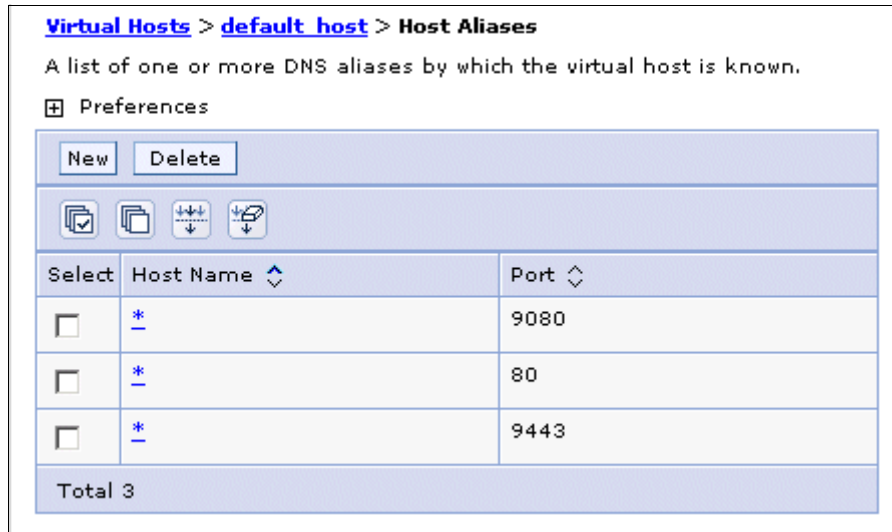 Virtual Hosts > default_host > Host Aliases
A list of one or more DNS aliases by which the virtual host is known.
Preferences
New Delete
Select Host Name Port
* 9080
* 80
* 9443
Total 3